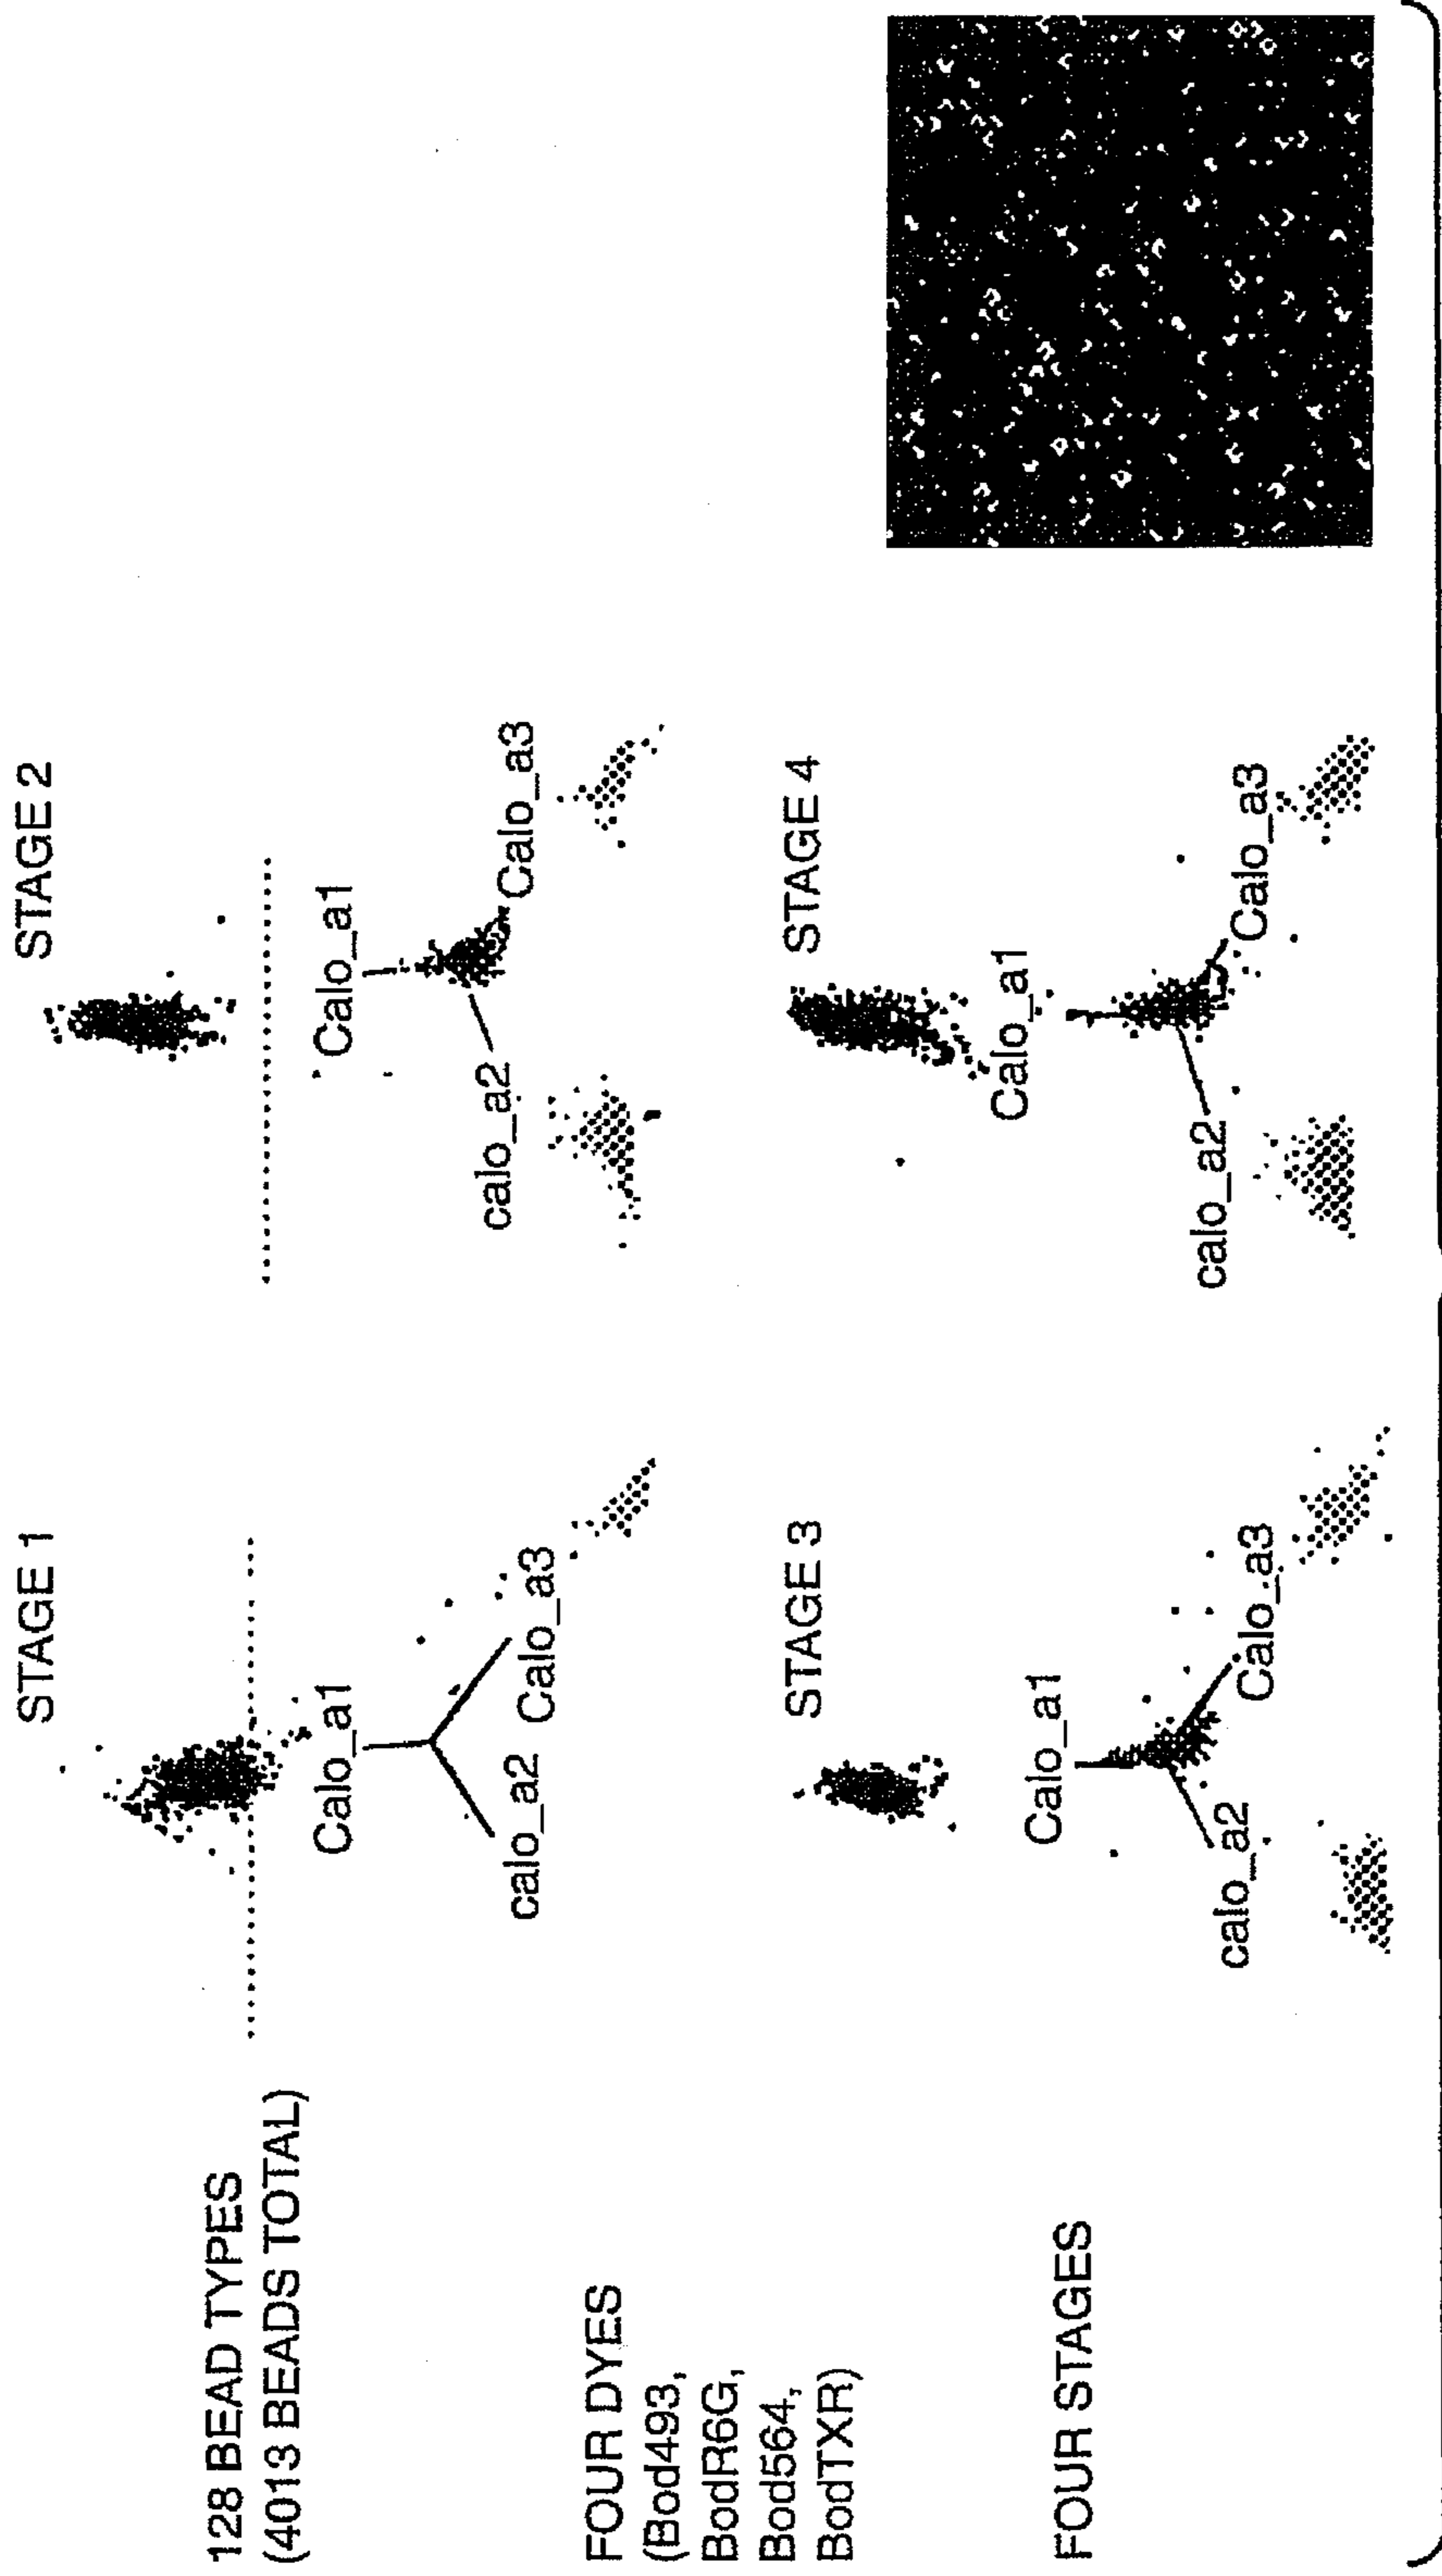 128 BEAD TYPES
(4013 BEADS TOTAL)
FOUR DYES
(Bod493,
BodR6G,
Bod564,
BodTXR)
FOUR STAGES
STAGE 1
Calo_a1
calo_a2
Calo_a3
STAGE 2
Calo_a1
calo_a2
Calo_a3
STAGE 3
Calo_a1
calo_a2
Calo_a3
STAGE 4
Calo_a1
calo_a2
Calo_a3